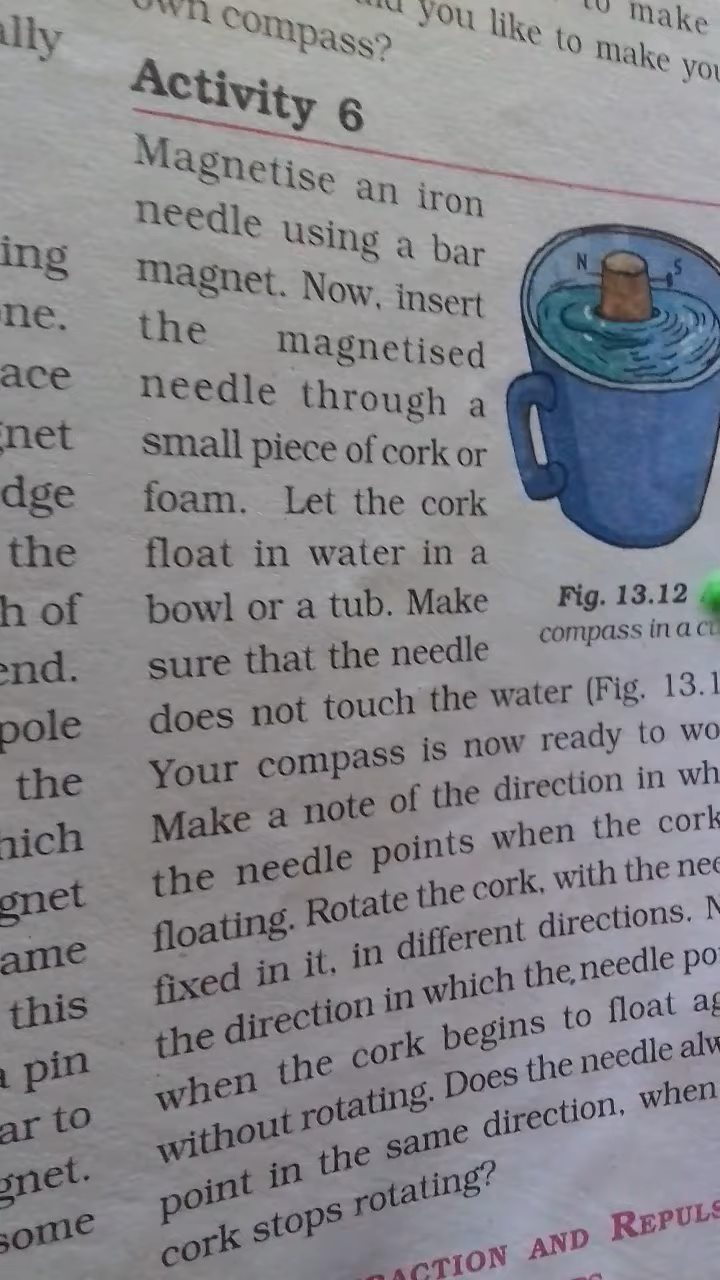 own compass?
you like to make
to make
ally
Activity 6
Magnetise an iron
needle using a bar
magnet. Now, insert
the magnetised
needle through a
small piece of cork or
foam. Let the cork
float in water in a
bowl or a tub. Make
sure that the needle
does not touch the water (Fig. 13.1
Your compass is now ready to wo
Make a note of the direction in wh
the needle points when the cork
floating. Rotate the cork, with the nee
fixed in it, in different directions. N
the direction in which the needle po
when the cork begins to float ag
without rotating. Does the needle alw
point in the same direction, when
cork stops rotating?
N
S
Fig. 13.12
compass in a cu
ing
ne.
ace
gnet
dge
the
h of
end.
pole
the
hich
gnet
ame
this
pin
ar to
gnet.
some
ACTION AND REPULS